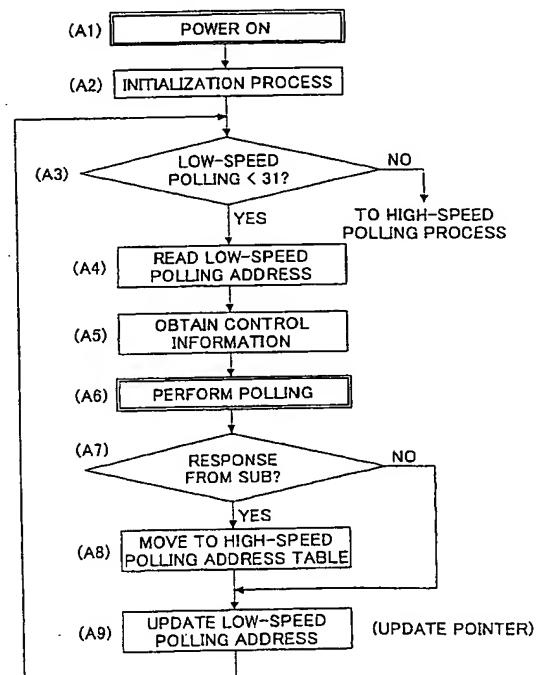 (A1) POWER ON
(A2) INITIALIZATION PROCESS
(A3) LOW-SPEED
POLLING < 31?
NO
TO HIGH-SPEED
POLLING PROCESS
YES
(A4) READ LOW-SPEED
POLLING ADDRESS
(A5) OBTAIN CONTROL
INFORMATION
(A6) PERFORM POLLING
(A7) RESPONSE
FROM SUB?
NO
YES
(A8) MOVE TO HIGH-SPEED
POLLING ADDRESS TABLE
(A9) UPDATE LOW-SPEED
POLLING ADDRESS
(UPDATE POINTER)